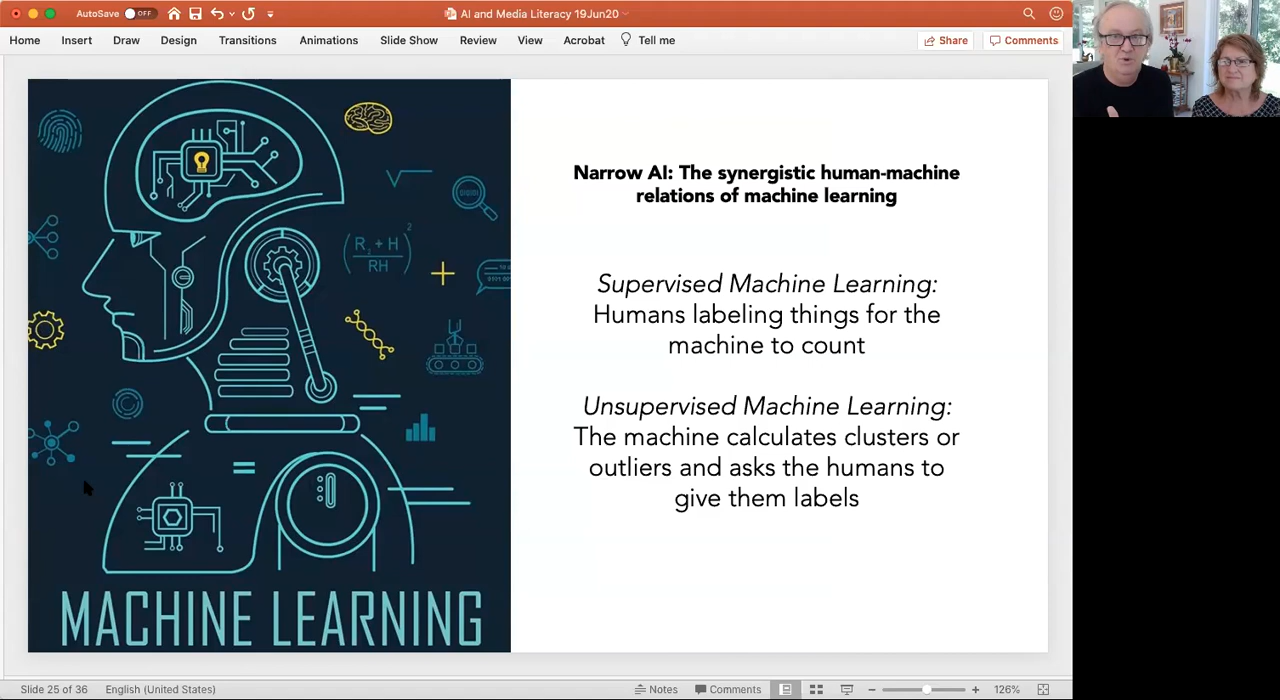 AutoSave OFF
AI and Media Literacy 19Jun20
Home Insert Draw Design Transitions Animations Slide Show Review View Acrobat Tell me Share Comments
R + H
2
RH
Narrow AI: The synergistic human-machine
relations of machine learning
Supervised Machine Learning:
Humans labeling things for the
machine to count
Unsupervised Machine Learning:
The machine calculates clusters or
outliers and asks the humans to
give them labels
MACHINE LEARNING
Slide 25 of 36 English (United States) Notes Comments 126%